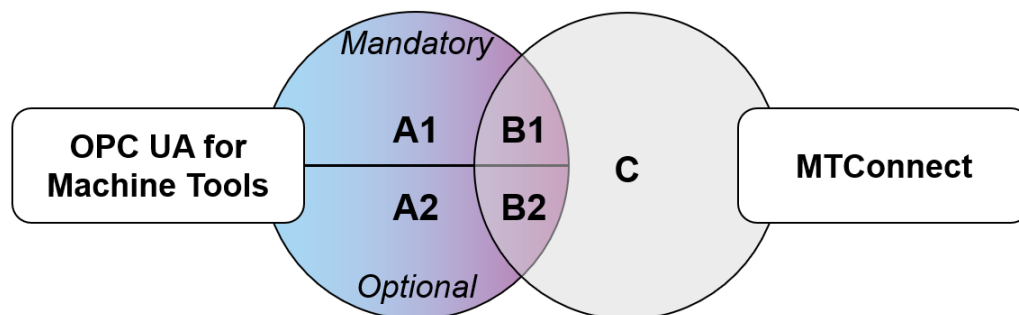 Mandatory
OPC UA for
Machine Tools
A1
B1
C
MTConnect
A2
B2
Optional